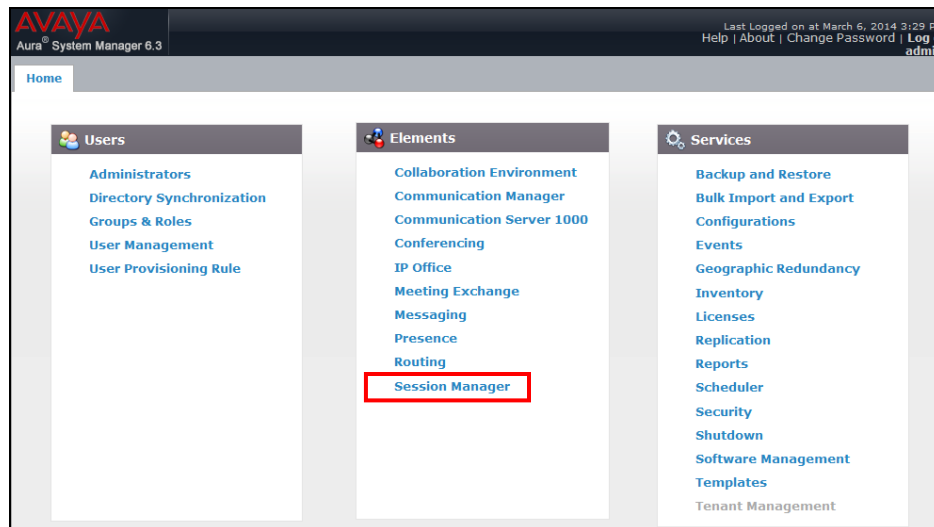 AVAYA
Aura® System Manager 6.3
Last Logged on at March 6, 2014 3:29 P
Help | About | Change Password | Log
admi
Home
Users
Administrators
Directory Synchronization
Groups & Roles
User Management
User Provisioning Rule
Elements
Collaboration Environment
Communication Manager
Communication Server 1000
Conferencing
IP Office
Meeting Exchange
Messaging
Presence
Routing
Session Manager
Services
Backup and Restore
Bulk Import and Export
Configurations
Events
Geographic Redundancy
Inventory
Licenses
Replication
Reports
Scheduler
Security
Shutdown
Software Management
Templates
Tenant Management